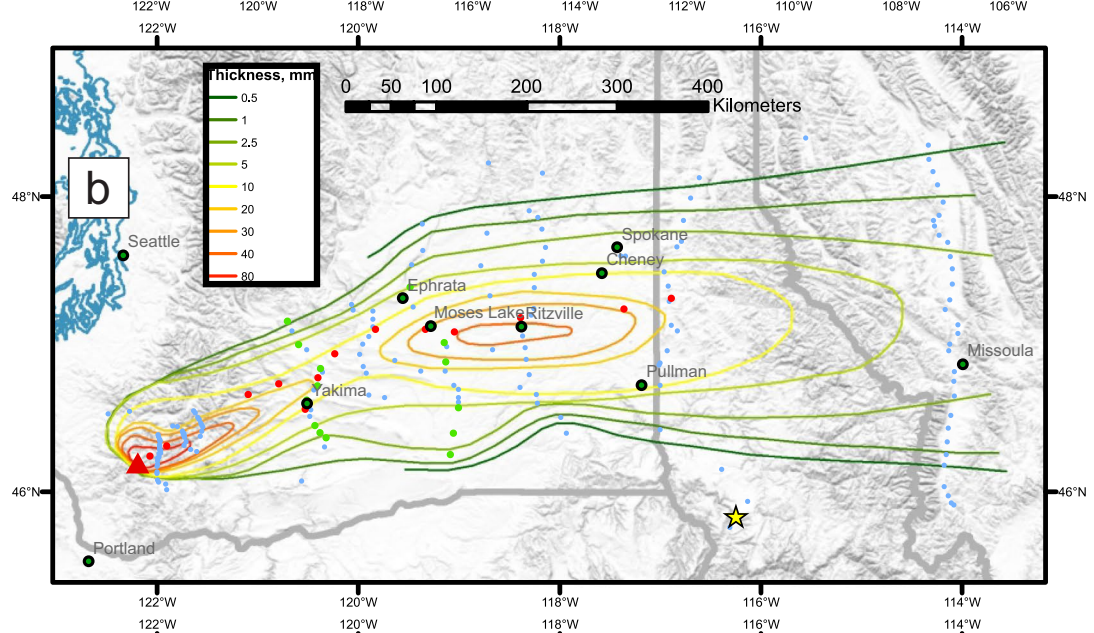 122°W 120°W 118°W 116°W 114°W 112°W 110°W 108°W 106°W
122°W 120°W 118°W 116°W 114°W
Thickness, mm
0.5
1
2.5
5
10
20
30
40
80
0 50 100 200 300 400
Kilometers
b
48°N 48°N
Seattle
Spokane
Cheney
Ephrata
Moses Lake Ritzville
Missoula
Pullman
Yakima
46°N 46°N
Portland
122°W 120°W 118°W 116°W 114°W
122°W 120°W 118°W 116°W 114°W